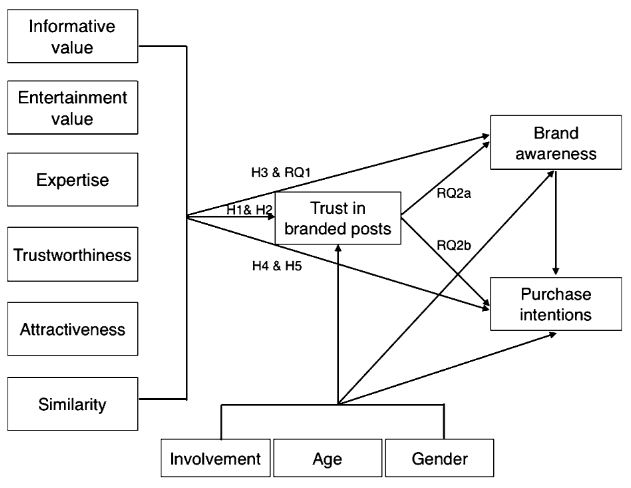 Informative
value
Entertainment
value
Expertise
Trustworthiness
Attractiveness
Similarity
H3 & RQ1
H1& H2
H4 & H5
Trust in
branded posts
RQ2a
RQ2b
Brand
awareness
Purchase
intentions
Involvement
Age
Gender